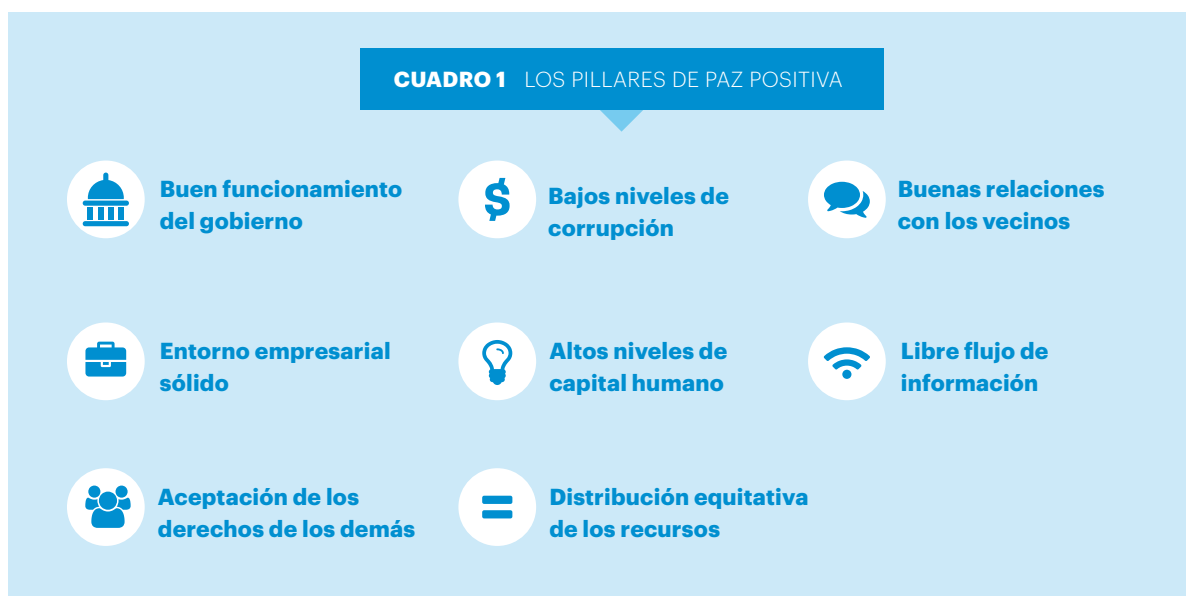 CUADRO 1 LOS PILLARES DE PAZ POSITIVA
Buen funcionamiento
del gobierno
$
Bajos niveles de
corrupción
Buenas relaciones
con los vecinos
Entorno empresarial
sólido
Altos niveles de
capital humano
Libre flujo de
información
Aceptación de los
derechos de los demás
=
Distribución equitativa
de los recursos